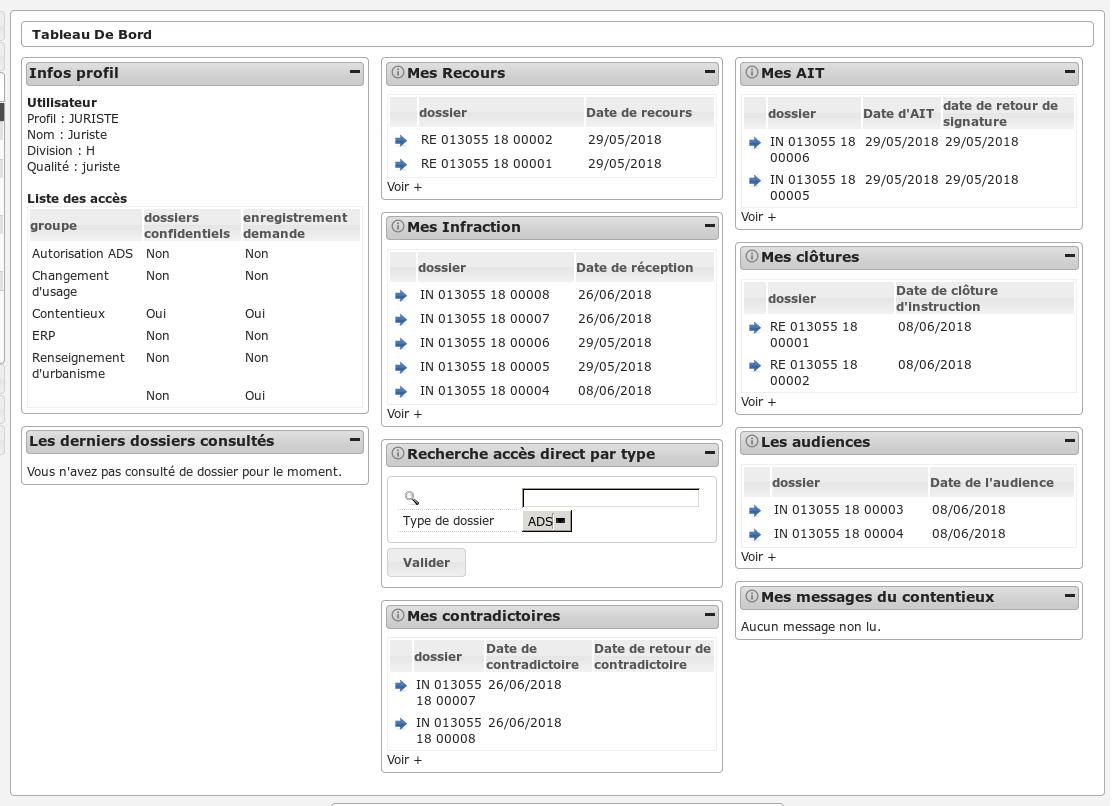 Tableau De Bord
Infos profil
Utilisateur
Profil : JURISTE
Nom : Juriste
Division : H
Qualité : juriste
Liste des accès
groupe dossiers confidentiels enregistrement demande
Autorisation ADS Non Non
Changement d'usage Non Non
Contentieux Oui Oui
ERP Non Non
Renseignement d'urbanisme Non Non
Non Oui
Les derniers dossiers consultés
Vous n'avez pas consulté de dossier pour le moment.
Mes Recours
dossier Date de recours
RE 013055 18 00002 29/05/2018
RE 013055 18 00001 29/05/2018
Voir +
Mes Infraction
dossier Date de réception
IN 013055 18 00008 26/06/2018
IN 013055 18 00007 26/06/2018
IN 013055 18 00006 29/05/2018
IN 013055 18 00005 29/05/2018
IN 013055 18 00004 08/06/2018
Voir +
Recherche accès direct par type
Type de dossier ADS
Valider
Mes contradictoires
dossier Date de contradictoire Date de retour de contradictoire
IN 013055 18 00007 26/06/2018
IN 013055 18 00008 26/06/2018
Voir +
Mes AIT
dossier Date d'AIT date de retour de signature
IN 013055 18 00006 29/05/2018 29/05/2018
IN 013055 18 00005 29/05/2018 29/05/2018
Voir +
Mes clôtures
dossier Date de clôture d'instruction
RE 013055 18 00001 08/06/2018
RE 013055 18 00002 08/06/2018
Voir +
Les audiences
dossier Date de l'audience
IN 013055 18 00003 08/06/2018
IN 013055 18 00004 08/06/2018
Voir +
Mes messages du contentieux
Aucun message non lu.